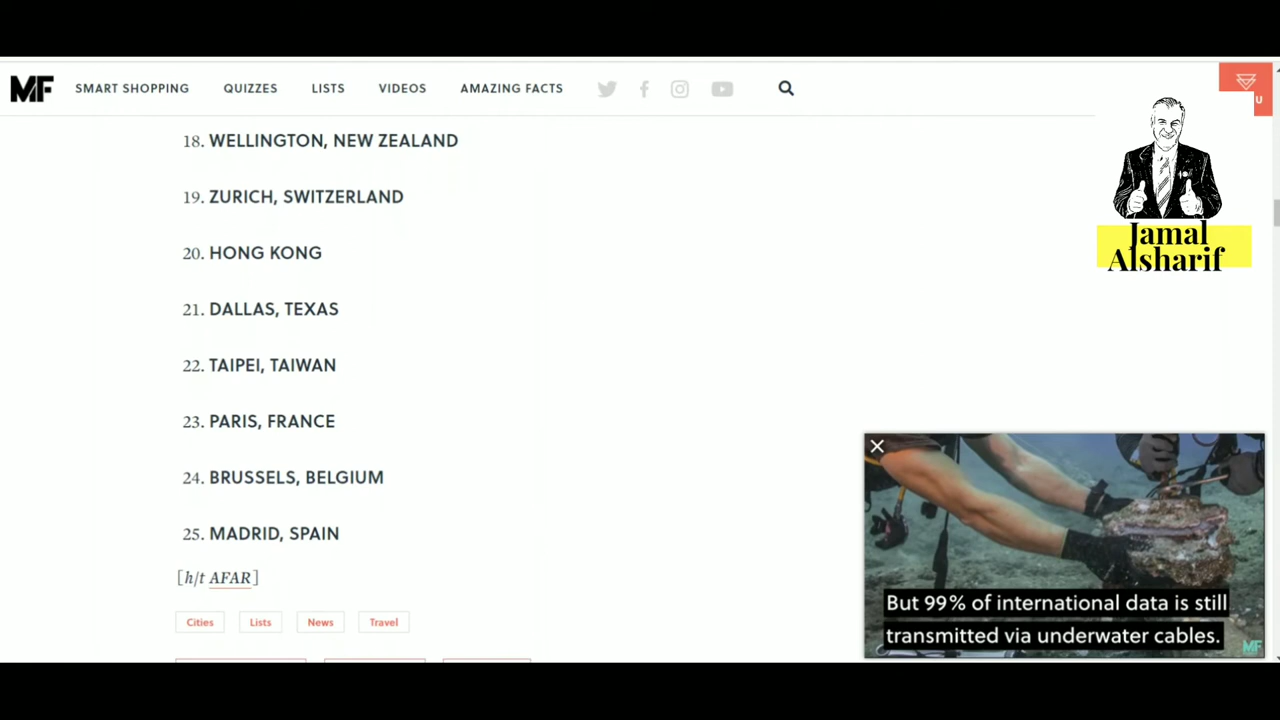 MF SMART SHOPPING QUIZZES LISTS VIDEOS AMAZING FACTS
U
Jamal
Alsharif
18. WELLINGTON, NEW ZEALAND
19. ZURICH, SWITZERLAND
20. HONG KONG
21. DALLAS, TEXAS
22. TAIPEI, TAIWAN
23. PARIS, FRANCE
24. BRUSSELS, BELGIUM
25. MADRID, SPAIN
[h/t AFAR]
Cities Lists News Travel
But 99% of international data is still
transmitted via underwater cables.
MF